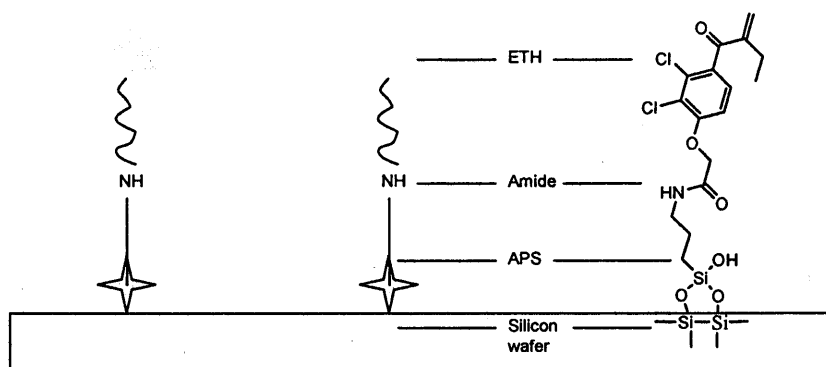 O
ETH
Cl
Cl
O
NH
NH
Amide
HN
O
APS
Si
OH
O
O
Silicon
wafer
Si
Si